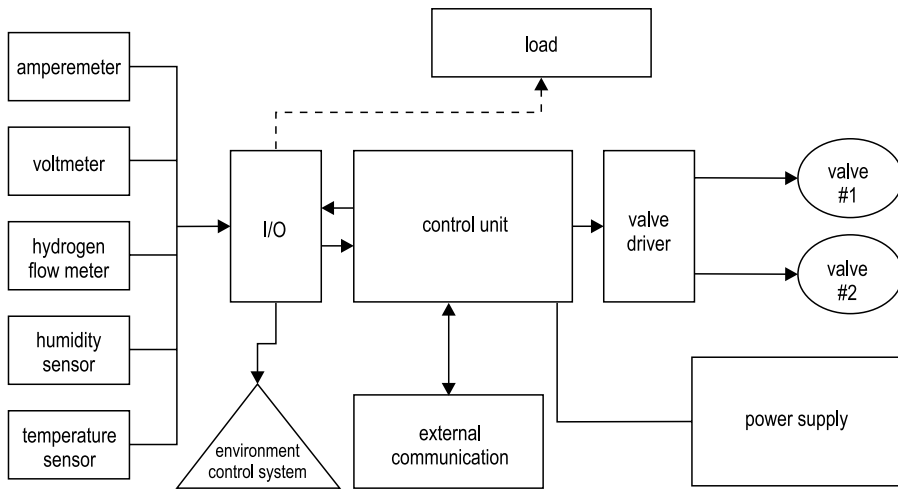 amperemeter
voltmeter
hydrogen
flow meter
humidity
sensor
temperature
sensor
I/O
environment
control system
load
control unit
external
communication
valve
driver
valve
#1
valve
#2
power supply